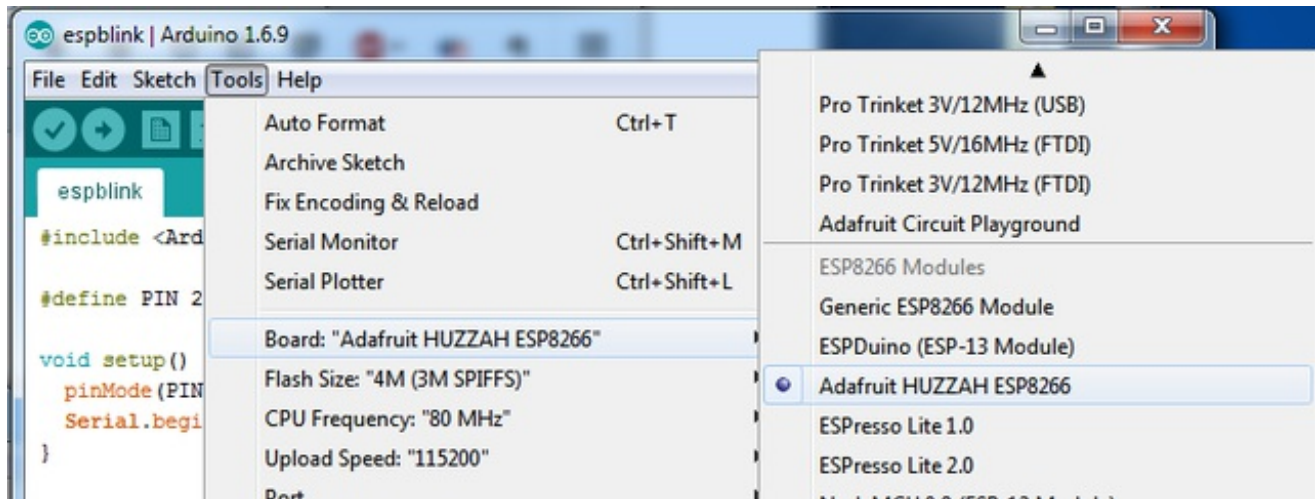 espblink | Arduino 1.6.9
File Edit Sketch Tools Help
espblink
#include <Ard
#define PIN 2
void setup()
pinMode(PIN
Serial.begi
}
Auto Format Ctrl+T
Archive Sketch
Fix Encoding & Reload
Serial Monitor Ctrl+Shift+M
Serial Plotter Ctrl+Shift+L
Board: "Adafruit HUZZAH ESP8266"
Flash Size: "4M (3M SPIFFS)"
CPU Frequency: "80 MHz"
Upload Speed: "115200"
Port
Pro Trinket 3V/12MHz (USB)
Pro Trinket 5V/16MHz (FTDI)
Pro Trinket 3V/12MHz (FTDI)
Adafruit Circuit Playground
ESP8266 Modules
Generic ESP8266 Module
ESPDuino (ESP-13 Module)
Adafruit HUZZAH ESP8266
ESPresso Lite 1.0
ESPresso Lite 2.0